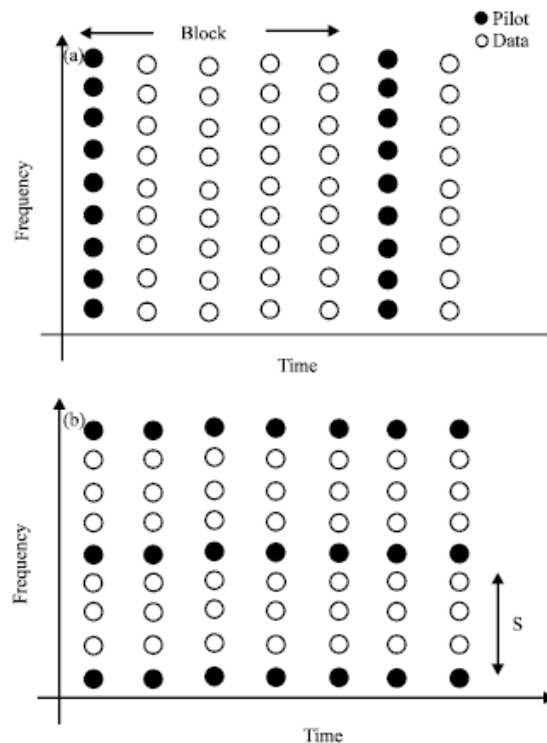 Pilot
Data
Block
(a)
Frequency
Time
(b)
Frequency
S
Time